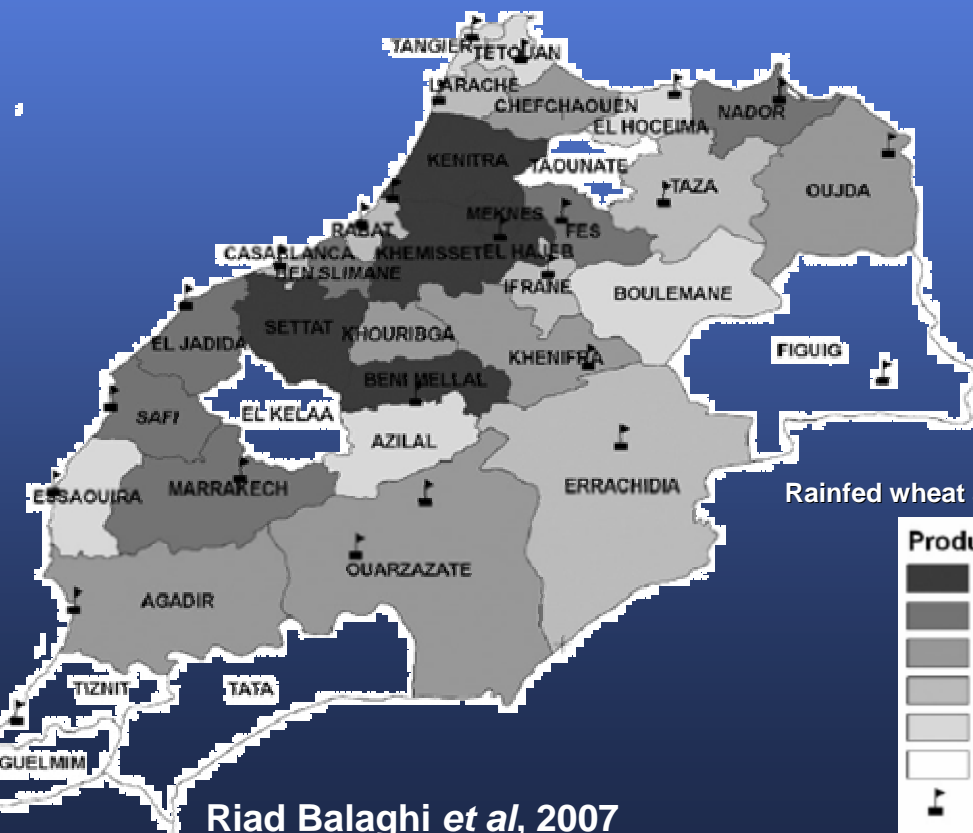 TANGIER
TETOUAN
LARACHE
CHEFCHAOUEN
EL HOCEIMA
NADOR
KENITRA
TAOUNATE
TAZA
OUJDA
MEKNES
RABAT
FES
CASABLANCA
KHEMISSET
EL HAJEB
BEN SLIMANE
IFRANE
BOULEMANE
SETTAT
KHOURIBGA
EL JADIDA
KHENIFRA
FIGUIG
BENI MELLAL
SAFI
EL KELAA
AZILAL
ESSAOUIRA
MARRAKECH
ERRACHIDIA
Rainfed wheat
Produ
OUARZAZATE
AGADIR
TIZNIT
TATA
GUELMIM
Riad Balaghi et al, 2007